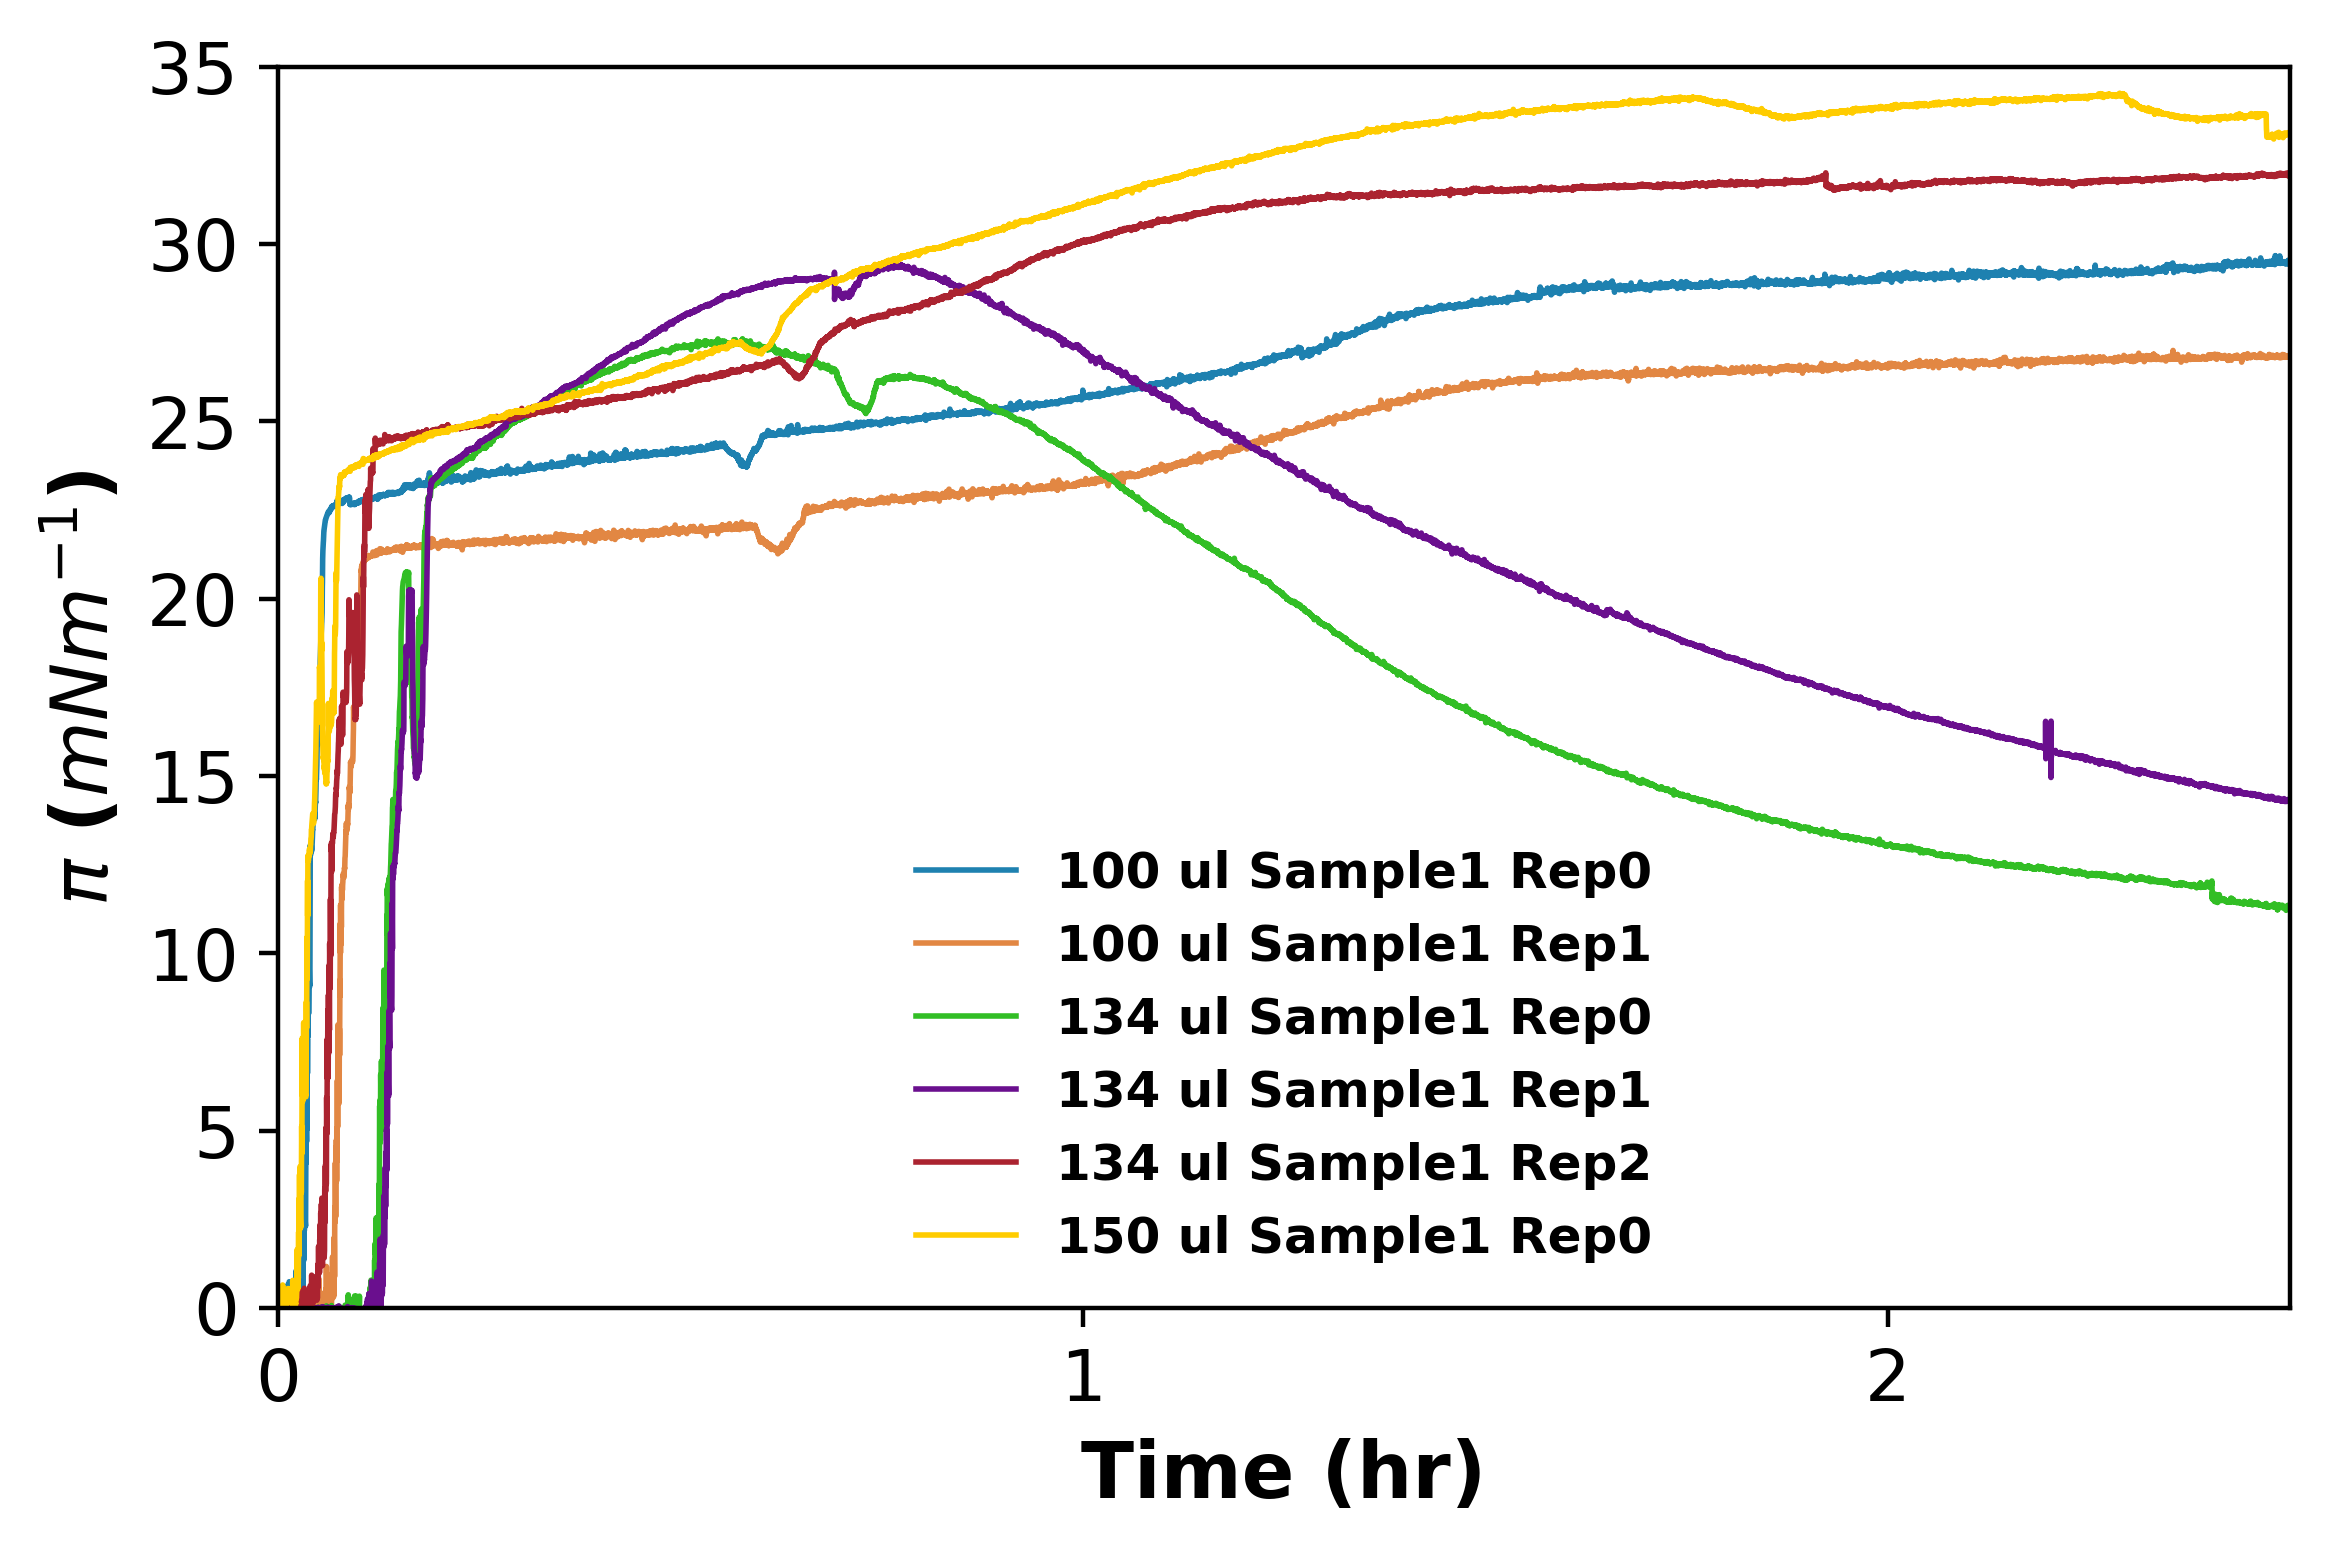 35
30
25
20
15
10
5
0
π (mNm⁻¹)
100 ul Sample1 Rep0
100 ul Sample1 Rep1
134 ul Sample1 Rep0
134 ul Sample1 Rep1
134 ul Sample1 Rep2
150 ul Sample1 Rep0
0 1 2
Time (hr)